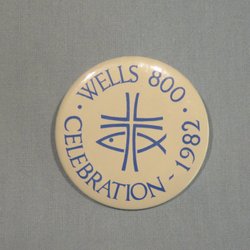 · WELLS 800 ·
CELEBRATION - 1982